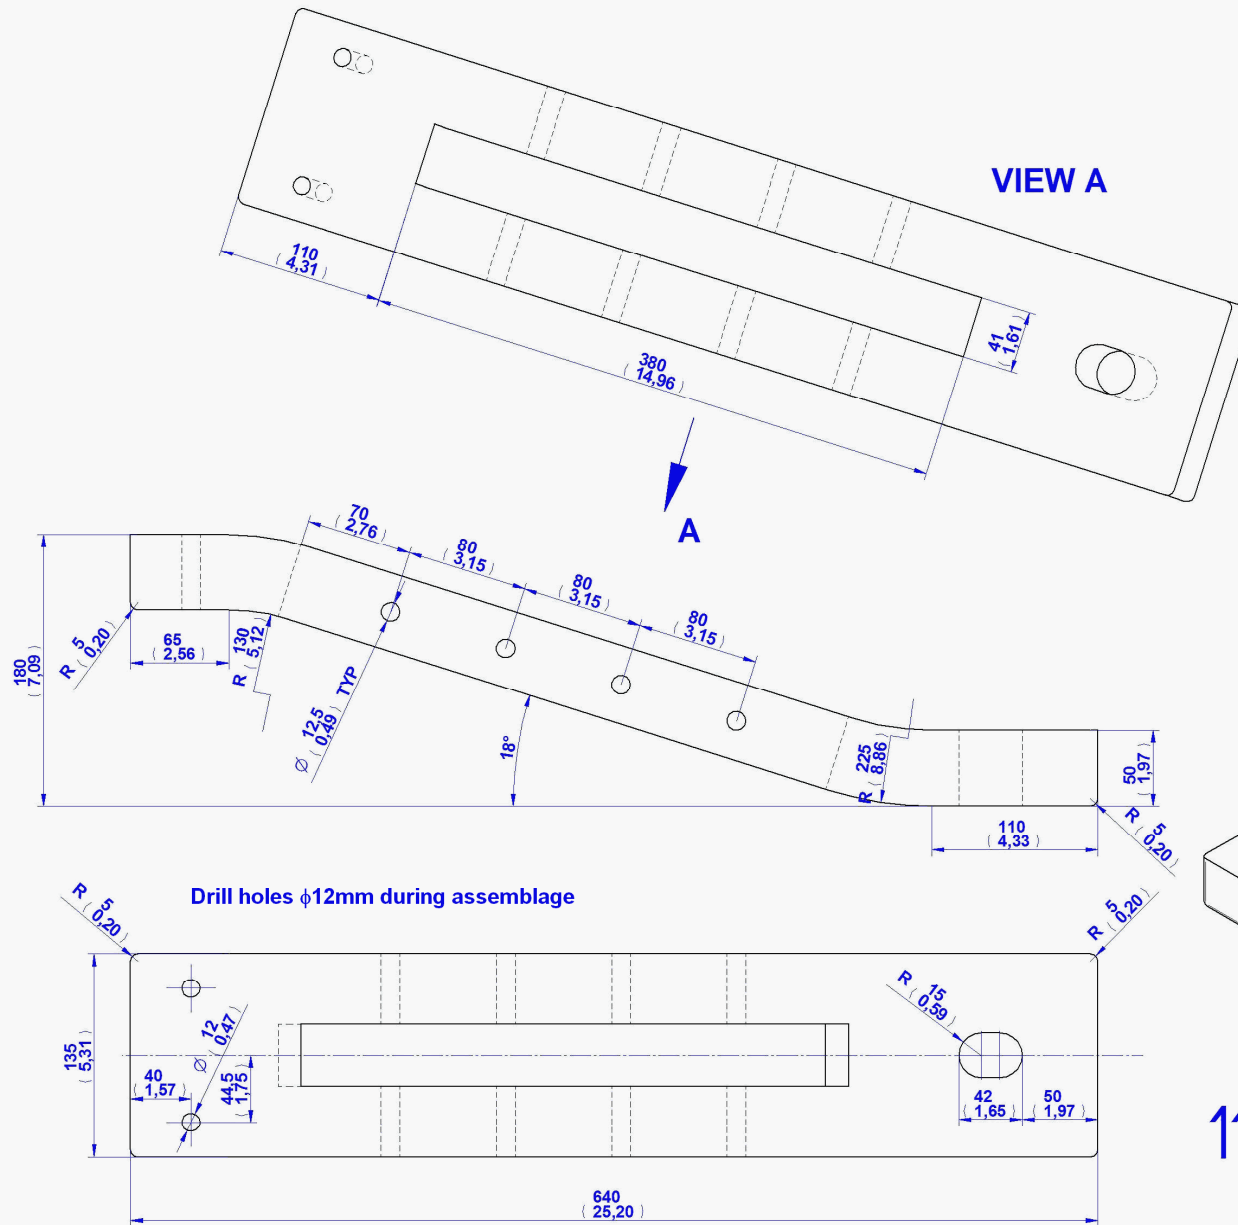 VIEW A
110
( 4,31 )
380
( 14,96 )
41
( 1,61 )
A
70
( 2,76 )
80
( 3,15 )
80
( 3,15 )
80
( 3,15 )
180
( 7,09 )
R 5
( 0,20 )
65
( 2,56 )
R 130
( 5,12 )
Ø 12,5 TYP
( 0,49 )
18°
R 225
( 8,86 )
50
( 1,97 )
110
( 4,33 )
R 5
( 0,20 )
Drill holes ϕ12mm during assemblage
R 5
( 0,20 )
R 5
( 0,20 )
135
( 5,31 )
40
( 1,57 )
Ø 12
( 0,47 )
44,5
( 1,75 )
R 15
( 0,59 )
42
( 1,65 )
50
( 1,97 )
640
( 25,20 )